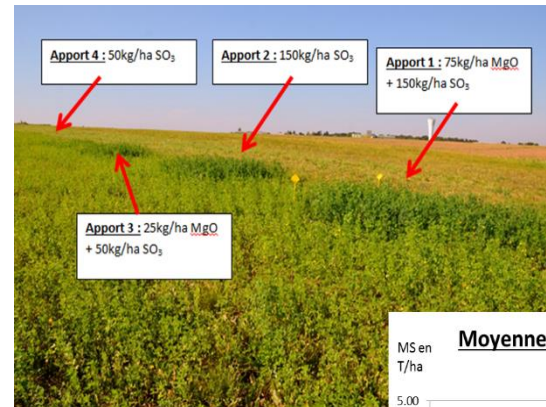 Apport 4 : 50kg/ha SO₃
Apport 2 : 150kg/ha SO₃
Apport 1 : 75kg/ha MgO
+ 150kg/ha SO₃
Apport 3 : 25kg/ha MgO
+ 50kg/ha SO₃
MS en
T/ha
Moyenne
5.00